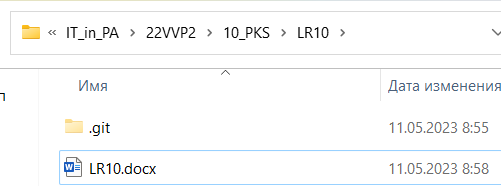 « IT_in_PA > 22VVP2 > 10_PKS > LR10 >
Имя Дата изменения
.git 11.05.2023 8:55
LR10.docx 11.05.2023 8:58